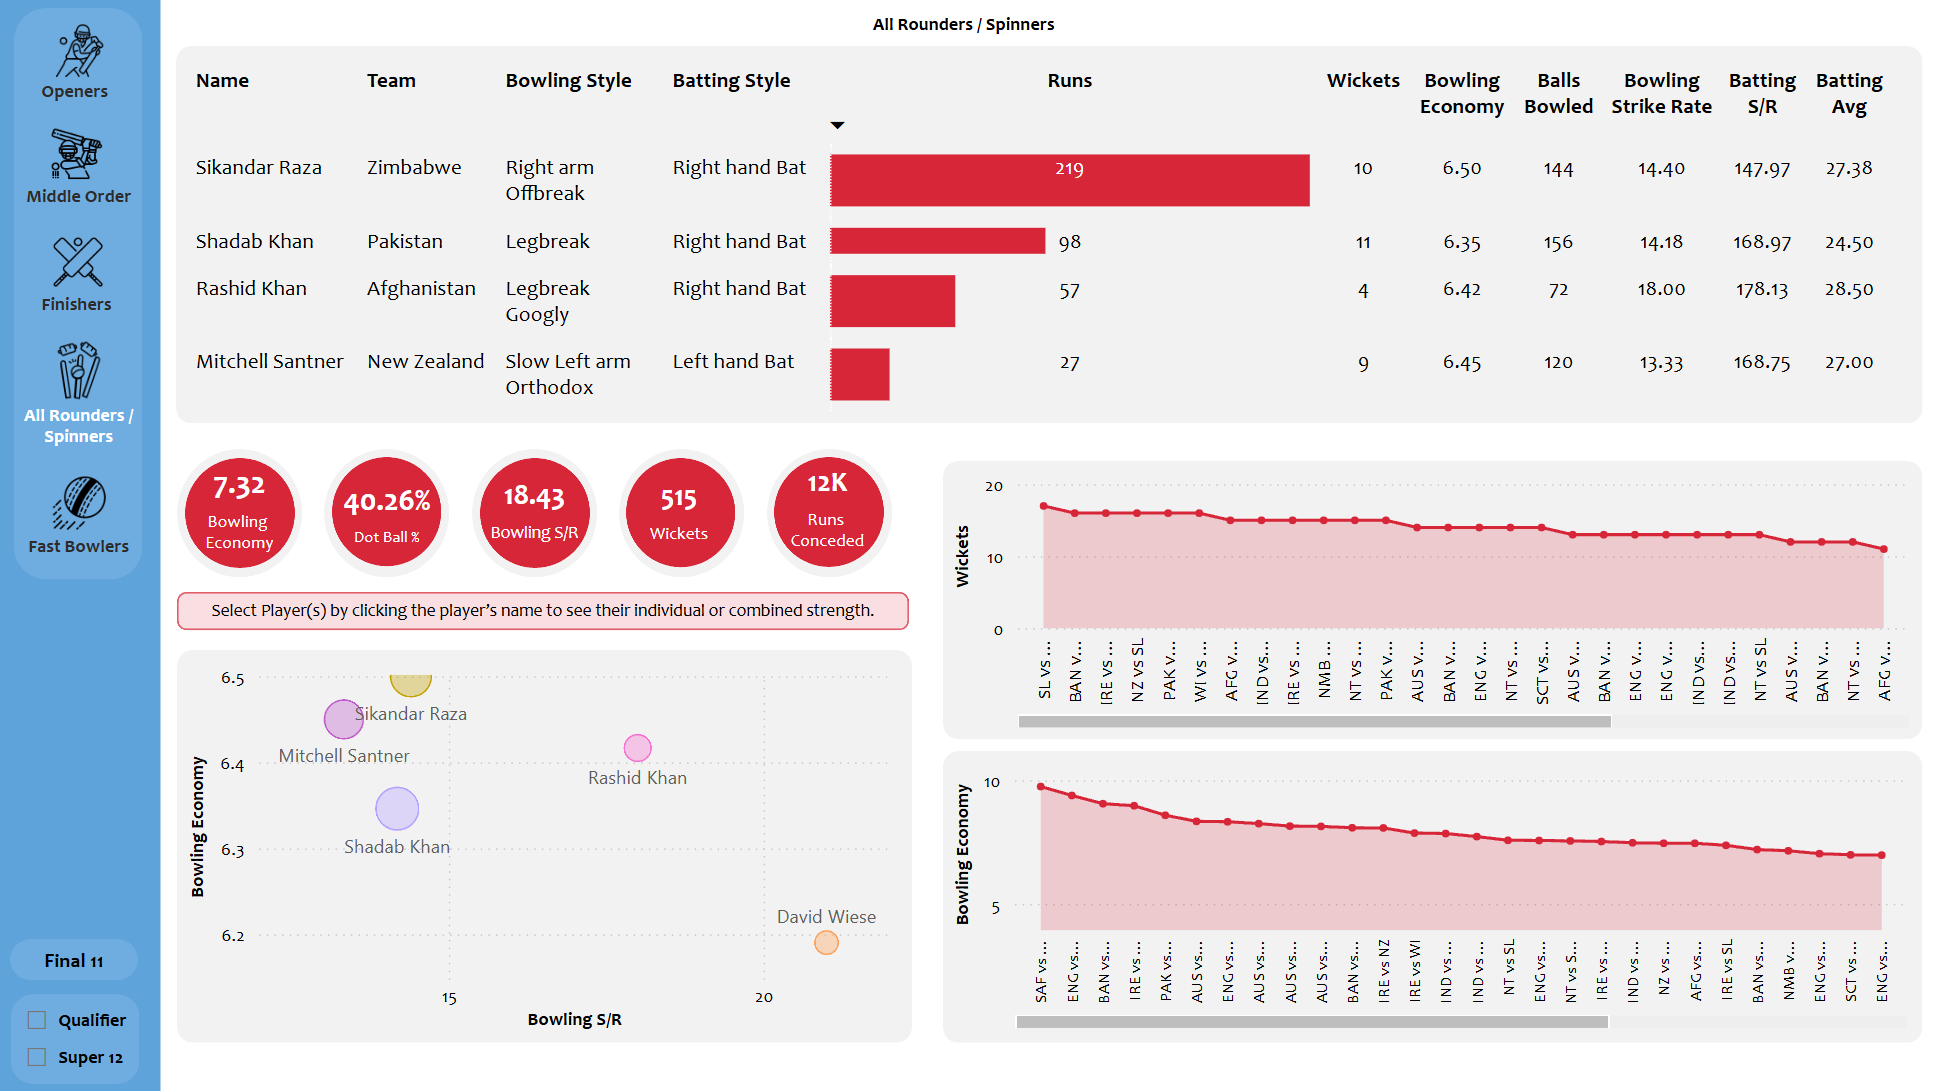 All Rounders / Spinners
Openers
Middle Order
Finishers
All Rounders /
Spinners
Fast Bowlers
Final 11
Qualifier
Super 12
Name Team Bowling Style Batting Style Runs Wickets Bowling Economy Balls Bowled Bowling Strike Rate Batting S/R Batting Avg
Sikandar Raza Zimbabwe Right arm Offbreak Right hand Bat 219 10 6.50 144 14.40 147.97 27.38
Shadab Khan Pakistan Legbreak Right hand Bat 98 11 6.35 156 14.18 168.97 24.50
Rashid Khan Afghanistan Legbreak Googly Right hand Bat 57 4 6.42 72 18.00 178.13 28.50
Mitchell Santner New Zealand Slow Left arm Orthodox Left hand Bat 27 9 6.45 120 13.33 168.75 27.00
7.32
Bowling
Economy
40.26%
Dot Ball %
18.43
Bowling S/R
515
Wickets
12K
Runs
Conceded
Select Player(s) by clicking the player's name to see their individual or combined strength.
Bowling Economy
6.5
6.4
6.3
6.2
Sikandar Raza
Mitchell Santner
Rashid Khan
Shadab Khan
David Wiese
15
20
Bowling S/R
Wickets
20
10
0
SL vs ...
BAN v...
IRE vs ...
NZ vs SL
PAK v...
WI vs ...
AFG v...
IND vs...
IRE vs ...
NMB ...
NT vs ...
PAK v...
AUS v...
BAN v...
ENG v...
NT vs ...
SCT vs...
AUS v...
BAN v...
ENG v...
ENG v...
IND vs...
IND vs...
NT vs SL
AUS v...
BAN v...
NT vs ...
AFG v...
Bowling Economy
10
5
SAF vs...
ENG vs...
BAN vs...
IRE vs ...
PAK vs...
AUS vs...
ENG vs...
AUS vs...
AUS vs...
AUS vs...
BAN vs...
IRE vs NZ
IRE vs WI
IND vs...
IND vs...
NT vs SL
ENG vs...
NT vs S...
IRE vs ...
IND vs ...
NZ vs ...
AFG vs...
IRE vs SL
BAN vs...
NMB v...
ENG vs...
SCT vs...
ENG vs...